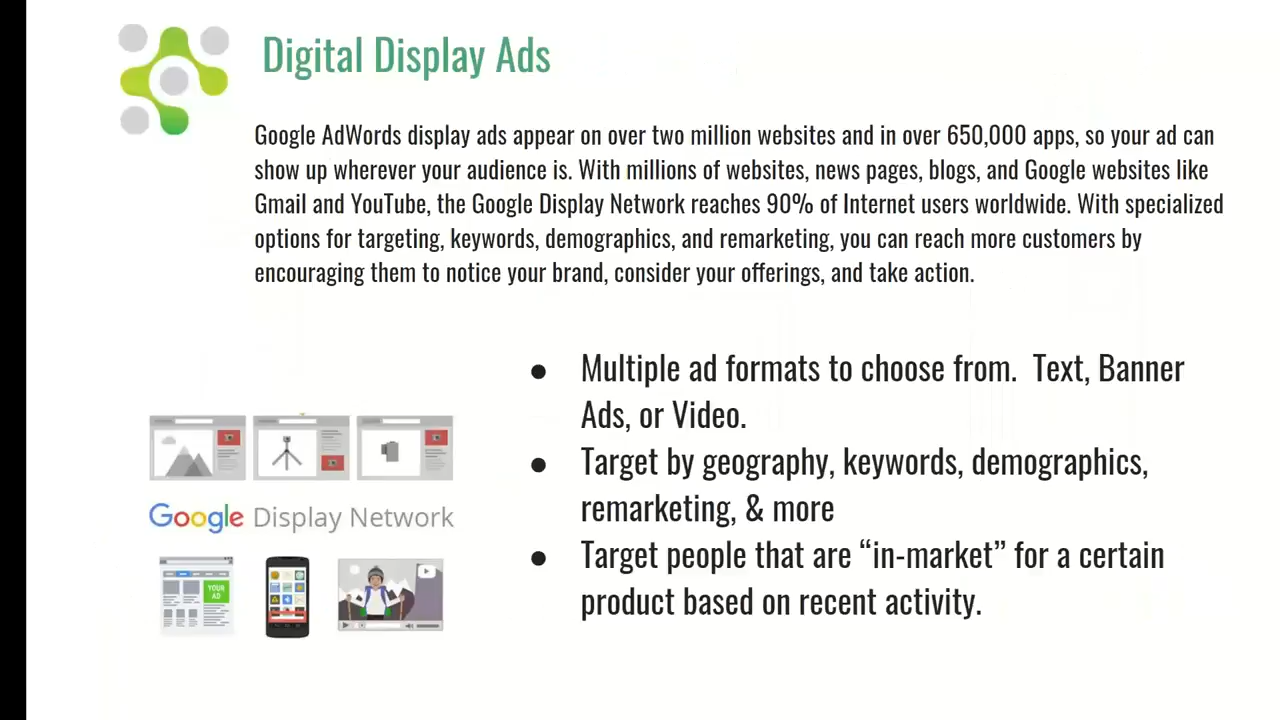 Digital Display Ads
Google AdWords display ads appear on over two million websites and in over 650,000 apps, so your ad can
show up wherever your audience is. With millions of websites, news pages, blogs, and Google websites like
Gmail and YouTube, the Google Display Network reaches 90% of Internet users worldwide. With specialized
options for targeting, keywords, demographics, and remarketing, you can reach more customers by
encouraging them to notice your brand, consider your offerings, and take action.
● Multiple ad formats to choose from.  Text, Banner
Ads, or Video.
● Target by geography, keywords, demographics,
remarketing, & more
● Target people that are “in-market” for a certain
product based on recent activity.
Google Display Network
YOUR
AD